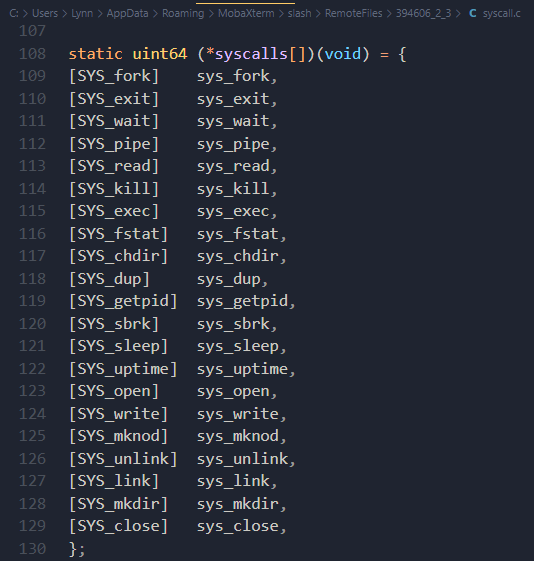 C: > Users > Lynn > AppData > Roaming > MobaXterm > slash > RemoteFiles > 394606_2_3 > C syscall.c
107
108 static uint64 (*syscalls[])(void) = {
109 [SYS_fork]    sys_fork,
110 [SYS_exit]    sys_exit,
111 [SYS_wait]    sys_wait,
112 [SYS_pipe]    sys_pipe,
113 [SYS_read]    sys_read,
114 [SYS_kill]    sys_kill,
115 [SYS_exec]    sys_exec,
116 [SYS_fstat]   sys_fstat,
117 [SYS_chdir]   sys_chdir,
118 [SYS_dup]     sys_dup,
119 [SYS_getpid]  sys_getpid,
120 [SYS_sbrk]    sys_sbrk,
121 [SYS_sleep]   sys_sleep,
122 [SYS_uptime]  sys_uptime,
123 [SYS_open]    sys_open,
124 [SYS_write]   sys_write,
125 [SYS_mknod]   sys_mknod,
126 [SYS_unlink]  sys_unlink,
127 [SYS_link]    sys_link,
128 [SYS_mkdir]   sys_mkdir,
129 [SYS_close]   sys_close,
130 };